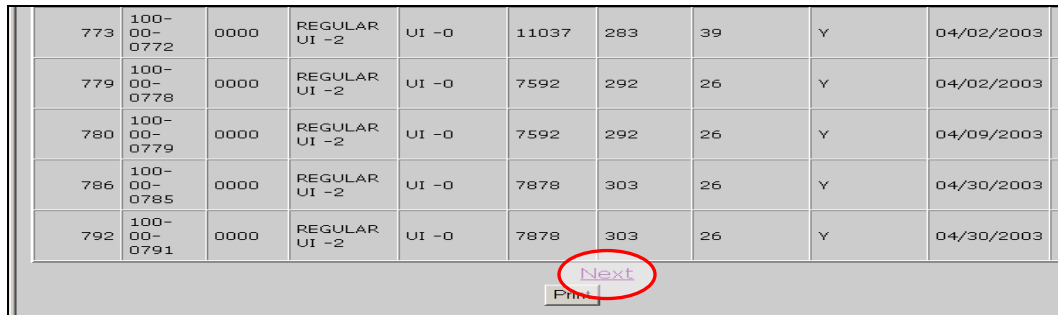 773 100-00-0772 0000 REGULAR UI -2 UI -0 11037 283 39 Y 04/02/2003
779 100-00-0778 0000 REGULAR UI -2 UI -0 7592 292 26 Y 04/02/2003
780 100-00-0779 0000 REGULAR UI -2 UI -0 7592 292 26 Y 04/09/2003
786 100-00-0785 0000 REGULAR UI -2 UI -0 7878 303 26 Y 04/30/2003
792 100-00-0791 0000 REGULAR UI -2 UI -0 7878 303 26 Y 04/30/2003
Next
Print